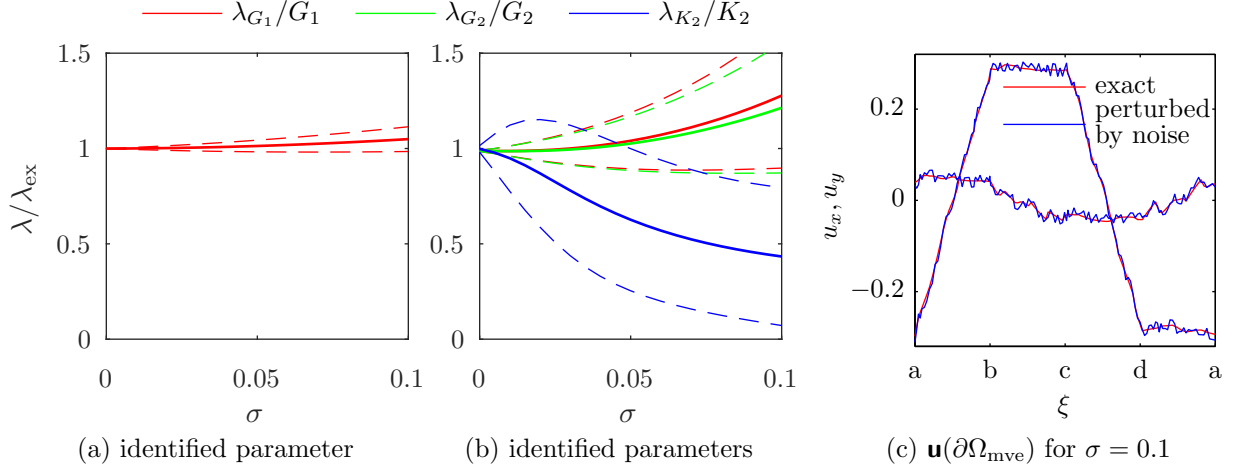 λ_{G_1}/G_1 λ_{G_2}/G_2 λ_{K_2}/K_2
1.5
1
0.5
0
λ/λ_ex
0 0.05 0.1
σ
(a) identified parameter
1.5
1
0.5
0
0 0.05 0.1
σ
(b) identified parameters
0.2
0
−0.2
u_x, u_y
exact
perturbed
by noise
a b c d a
ξ
(c) u(∂Ω_mve) for σ = 0.1